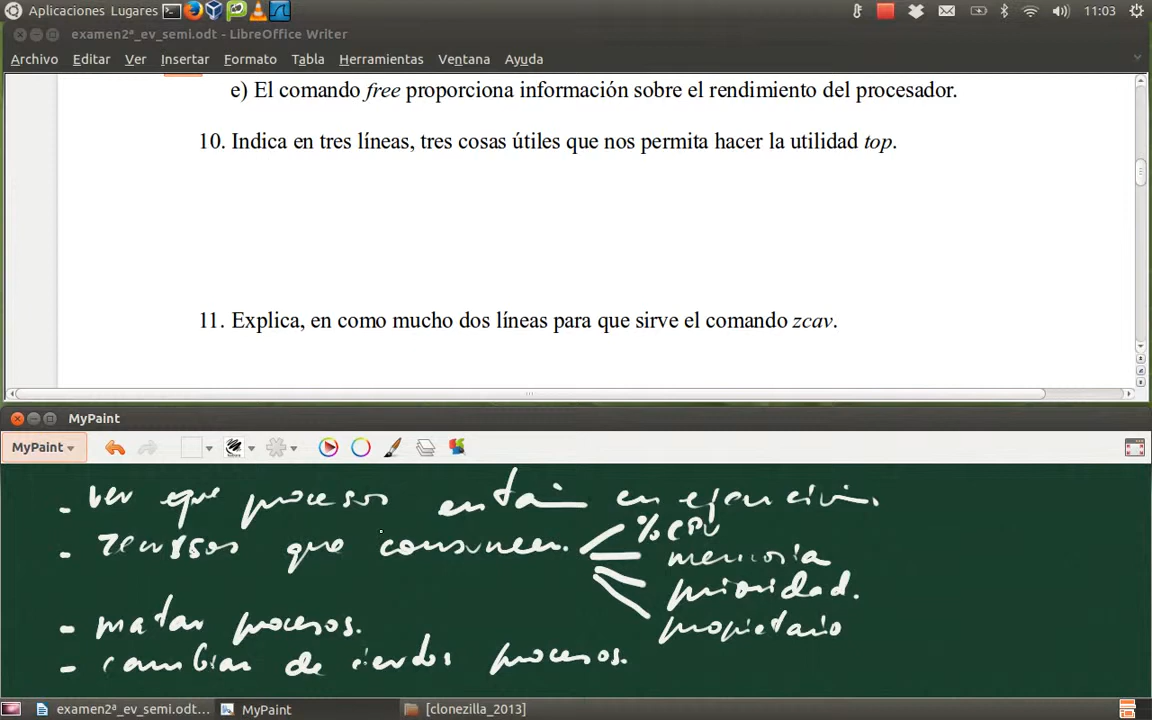 Aplicaciones Lugares 11:03
examen2ª_ev_semi.odt - LibreOffice Writer
Archivo Editar Ver Insertar Formato Tabla Herramientas Ventana Ayuda
e) El comando free proporciona información sobre el rendimiento del procesador.
10. Indica en tres líneas, tres cosas útiles que nos permita hacer la utilidad top.
11. Explica, en como mucho dos líneas para que sirve el comando zcav.
MyPaint
MyPaint
- ver que procesos están en ejecución.
- recursos que consumen. % CPU
memoria
prioridad.
- matar procesos. propietario
- cambiar de ciertos procesos.
examen2ª_ev_semi.odt... MyPaint [clonezilla_2013]